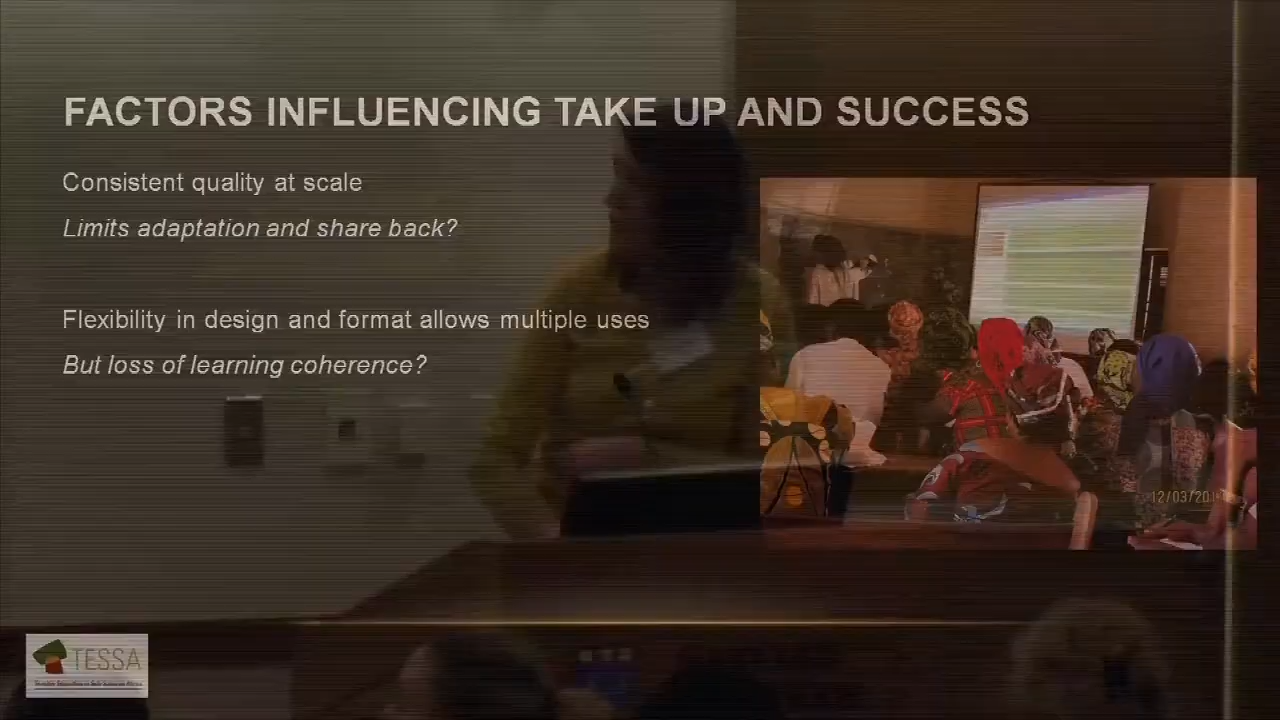 FACTORS INFLUENCING TAKE UP AND SUCCESS
Consistent quality at scale
Limits adaptation and share back?
Flexibility in design and format allows multiple uses
But loss of learning coherence?
12/03/201
TESSA